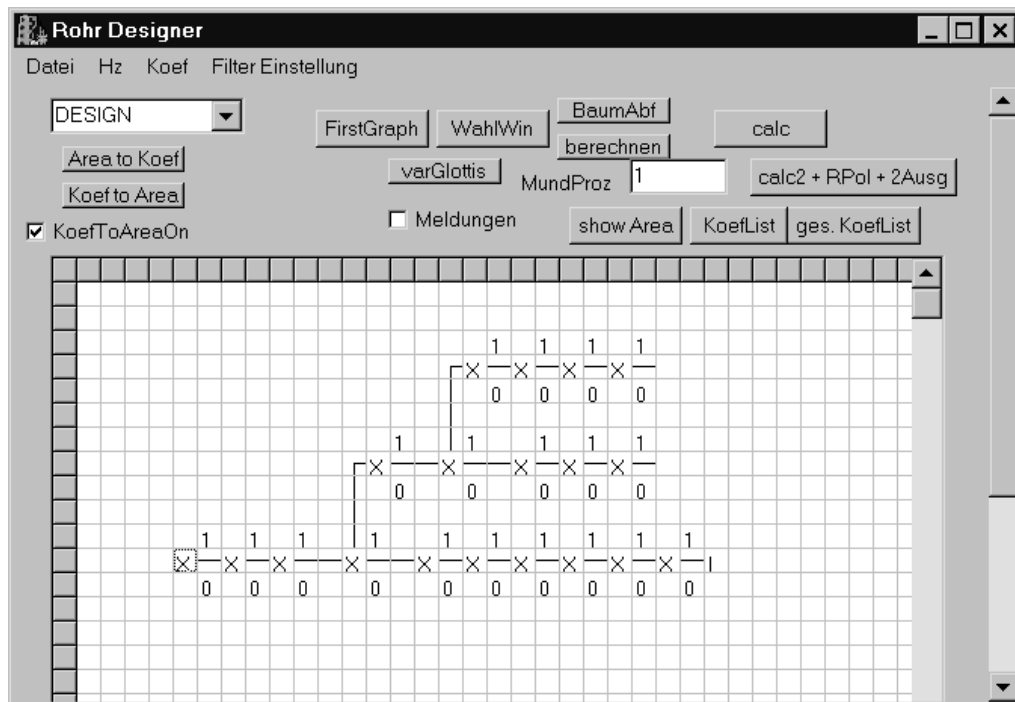 Rohr Designer
Datei Hz Koef Filter Einstellung
DESIGN
FirstGraph WahlWin BaumAbf calc
berechnen
Area to Koef
varGlottis MundProz 1 calc2 + RPol + 2Ausg
Koef to Area
KoefToAreaOn
Meldungen show Area KoefList ges. KoefList
1 1 1 1
X X X X
0 0 0 0
1 1 1 1 1
X X X X X
0 0 0 0 0
1 1 1 1 1 1 1 1 1 1
X X X X X X X X X X
0 0 0 0 0 0 0 0 0 0